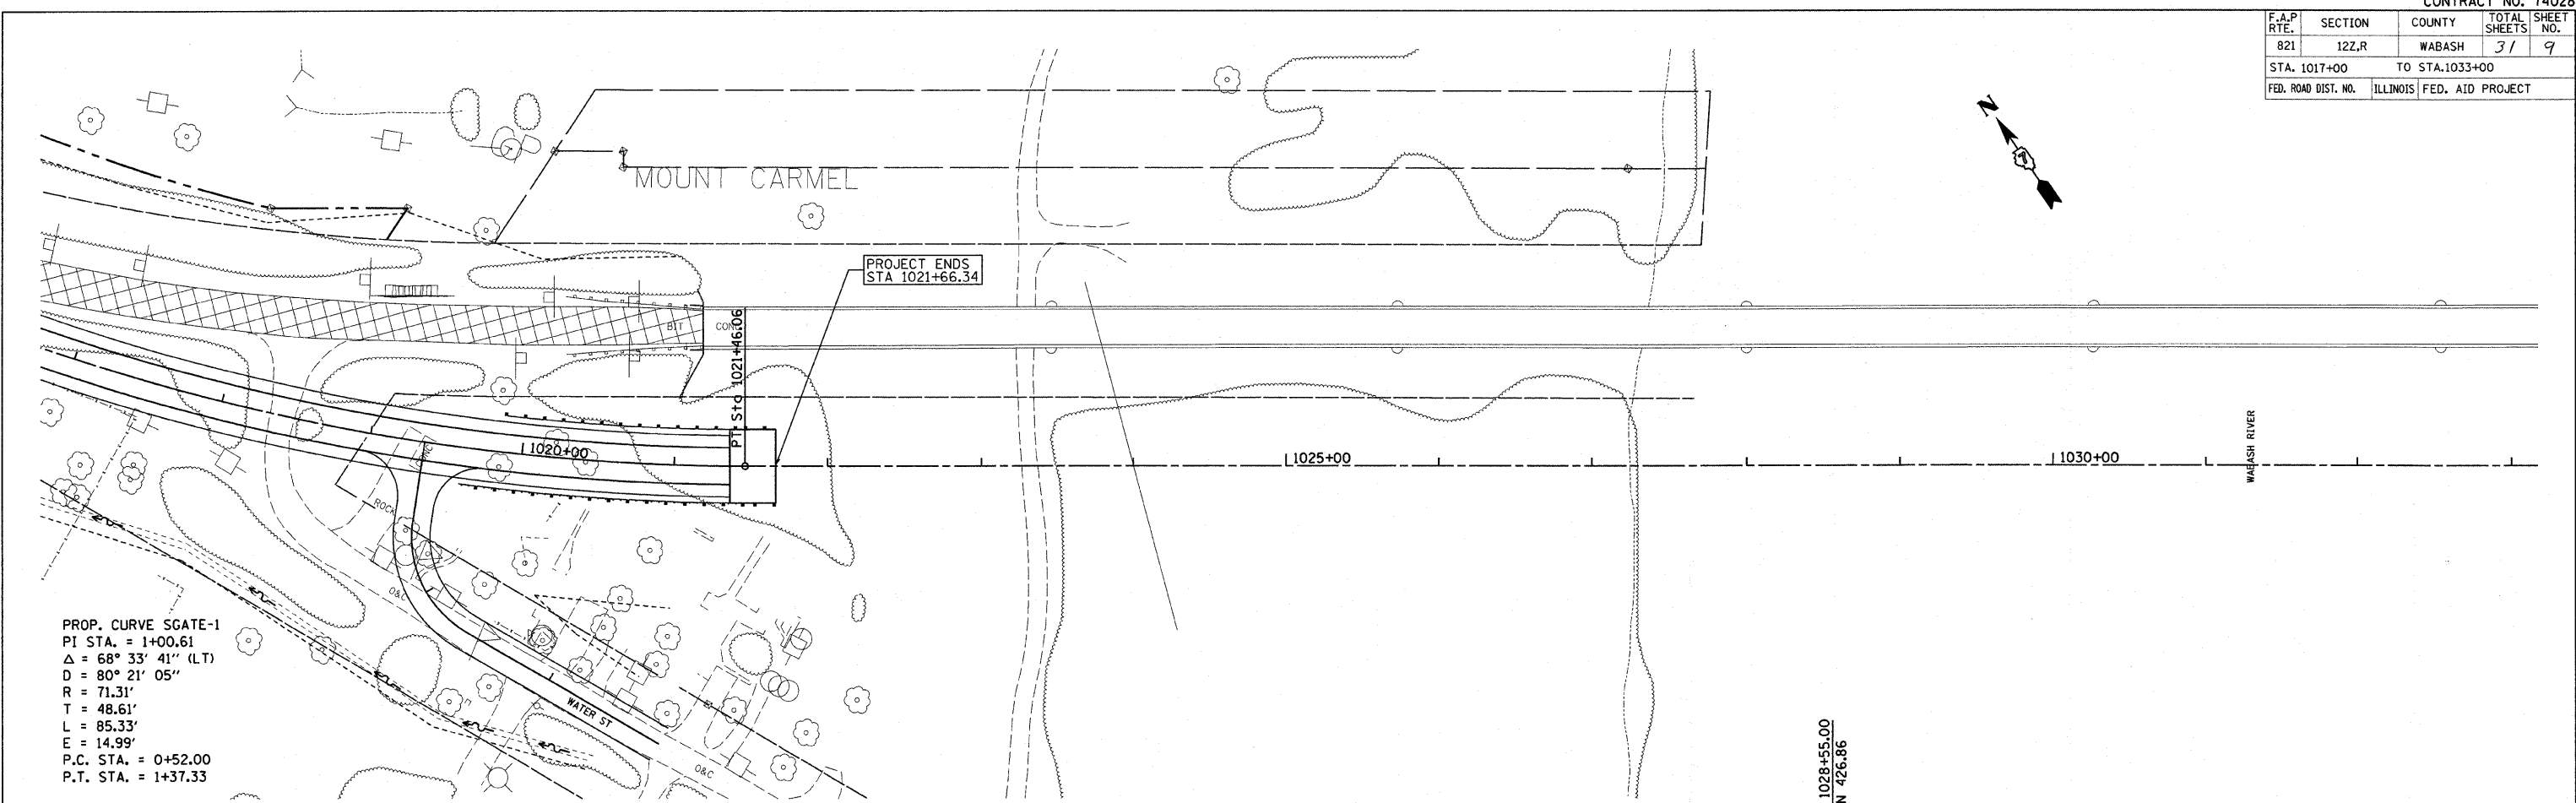 CONTRACT NO. 74028
F.A.P RTE. SECTION COUNTY TOTAL SHEETS SHEET NO.
821 12Z,R WABASH 31 9
STA. 1017+00 TO STA.1033+00
FED. ROAD DIST. NO. ILLINOIS FED. AID PROJECT
N
MOUNT CARMEL
PROJECT ENDS
STA 1021+66.34
BIT CONC
PT Sta 1021+46.06
1020+00
1025+00
1030+00
WABASH RIVER
ROCK
O&C
WATER ST
O&C
PROP. CURVE SGATE-1
PI STA. = 1+00.61
Δ = 68° 33' 41'' (LT)
D = 80° 21' 05''
R = 71.31'
T = 48.61'
L = 85.33'
E = 14.99'
P.C. STA. = 0+52.00
P.T. STA. = 1+37.33
1028+55.00
N 426.86